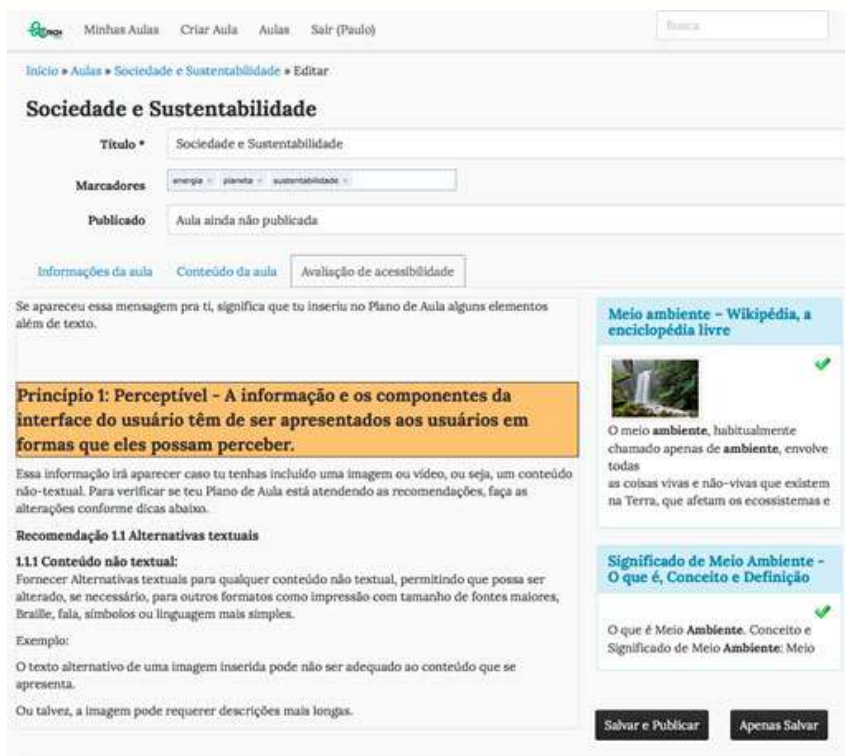 Minhas Aulas Criar Aula Aulas Sair (Paulo)
Busca
Início » Aulas » Sociedade e Sustentabilidade » Editar
Sociedade e Sustentabilidade
Título * Sociedade e Sustentabilidade
Marcadores energia × planeta × sustentabilidade ×
Publicado Aula ainda não publicada
Informações da aula Conteúdo da aula Avaliação de acessibilidade
Se apareceu essa mensagem pra ti, significa que tu inseriu no Plano de Aula alguns elementos
além de texto.
Princípio 1: Perceptível - A informação e os componentes da
interface do usuário têm de ser apresentados aos usuários em
formas que eles possam perceber.
Essa informação irá aparecer caso tu tenhas incluído uma imagem ou vídeo, ou seja, um conteúdo
não-textual. Para verificar se teu Plano de Aula está atendendo as recomendações, faça as
alterações conforme dicas abaixo.
Recomendação 1.1 Alternativas textuais
1.1.1 Conteúdo não textual:
Fornecer Alternativas textuais para qualquer conteúdo não textual, permitindo que possa ser
alterado, se necessário, para outros formatos como impressão com tamanho de fontes maiores,
Braille, fala, símbolos ou linguagem mais simples.
Exemplo:
O texto alternativo de uma imagem inserida pode não ser adequado ao conteúdo que se
apresenta.
Ou talvez, a imagem pode requerer descrições mais longas.
Meio ambiente – Wikipédia, a
enciclopédia livre
O meio ambiente, habitualmente
chamado apenas de ambiente, envolve
todas
as coisas vivas e não-vivas que existem
na Terra, que afetam os ecossistemas e
Significado de Meio Ambiente -
O que é, Conceito e Definição
O que é Meio Ambiente. Conceito e
Significado de Meio Ambiente: Meio
Salvar e Publicar Apenas Salvar